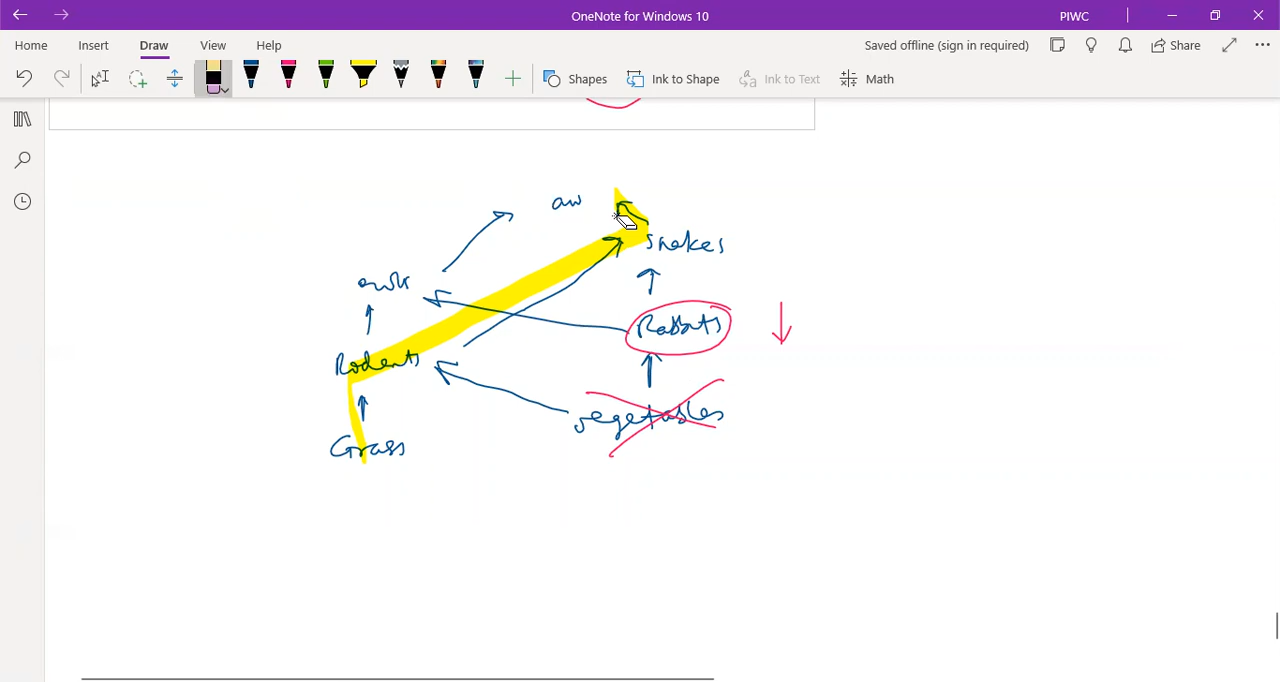 OneNote for Windows 10
PIWC
Home Insert Draw View Help
Saved offline (sign in required)
Share
Shapes
Ink to Shape
Ink to Text
Math
aw
snakes
awk
Rabbits
Rodents
vegetables
Grass